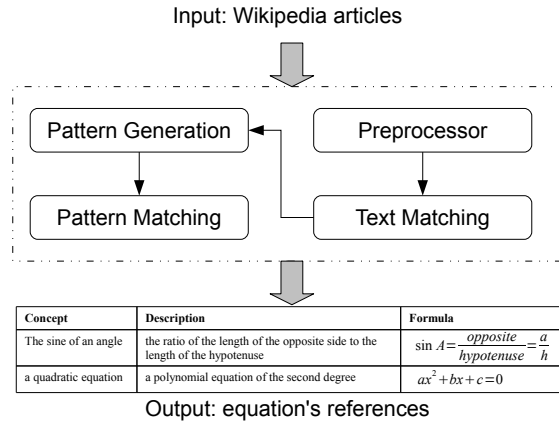 Input: Wikipedia articles
Pattern Generation
Preprocessor
Pattern Matching
Text Matching
Concept Description Formula
The sine of an angle the ratio of the length of the opposite side to the length of the hypotenuse sin A = opposite/hypotenuse = a/h
a quadratic equation a polynomial equation of the second degree ax² + bx + c = 0
Output: equation's references